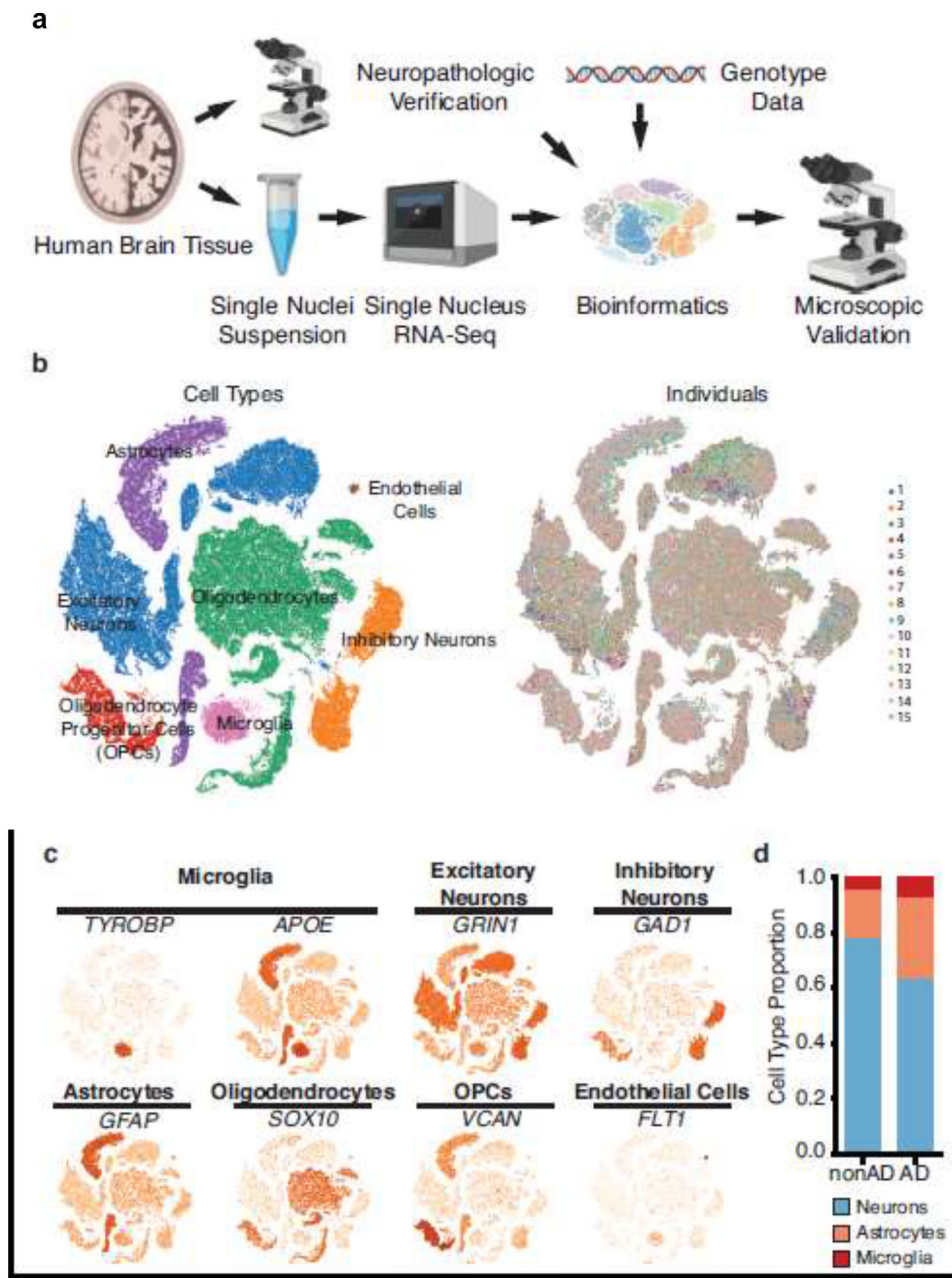 a
Neuropathologic
Verification
Genotype
Data
Human Brain Tissue
Single Nuclei
Suspension
Single Nucleus
RNA-Seq
Bioinformatics
Microscopic
Validation
b
Cell Types
Individuals
Astrocytes
Endothelial
Cells
Excitatory
Neurons
Oligodendrocytes
Inhibitory Neurons
Oligodendrocyte
Progenitor Cells
(OPCs)
Microglia
1
2
3
4
5
6
7
8
9
10
11
12
13
14
15
c
Microglia
Excitatory
Neurons
Inhibitory
Neurons
TYROBP
APOE
GRIN1
GAD1
Astrocytes
Oligodendrocytes
OPCs
Endothelial Cells
GFAP
SOX10
VCAN
FLT1
d
Cell Type Proportion
1.0
0.8
0.6
0.4
0.2
0.0
nonAD AD
Neurons
Astrocytes
Microglia